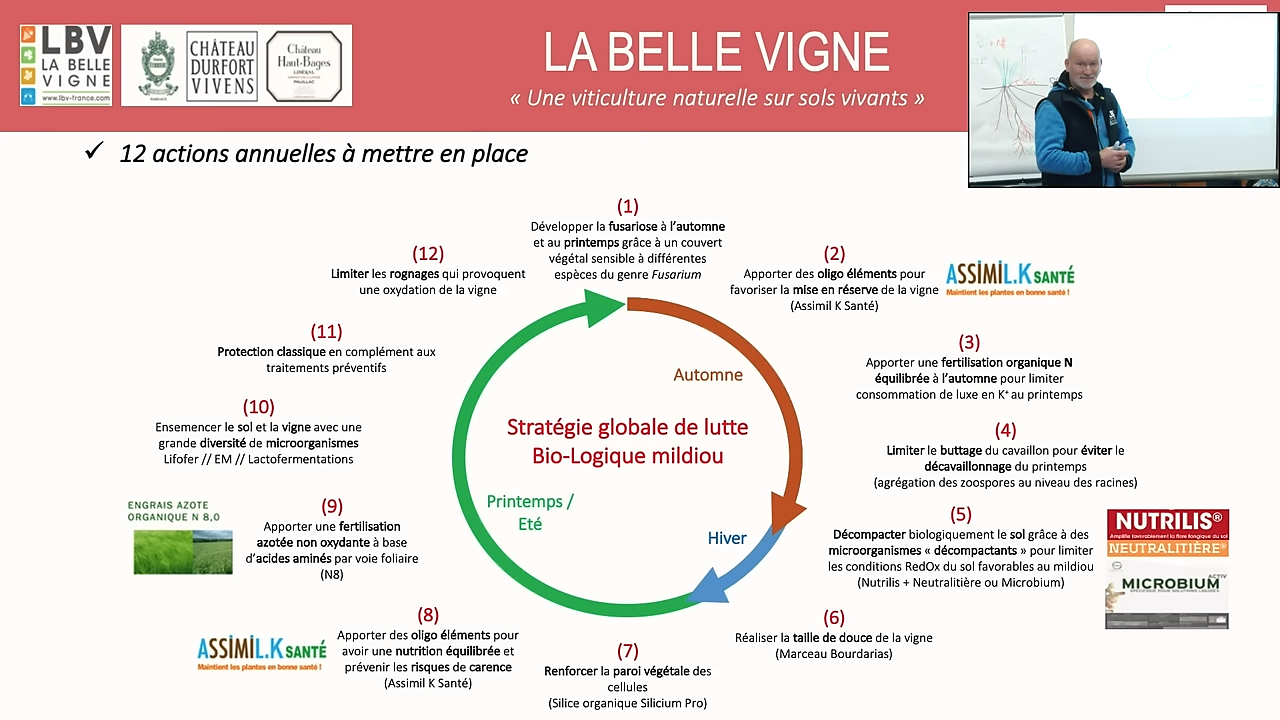 LBV
LA BELLE
VIGNE
www.lbv-france.com
CHÂTEAU
DURFORT
VIVENS
Château
Haut-Bages
LIBÉRAL
PAUILLAC
LA BELLE VIGNE
« Une viticulture naturelle sur sols vivants »
✓ 12 actions annuelles à mettre en place
(1)
Développer la fusariose à l’automne
et au printemps grâce à un couvert
végétal sensible à différentes
espèces du genre Fusarium
(2)
Apporter des oligo éléments pour
favoriser la mise en réserve de la vigne
(Assimil K Santé)
ASSIMIL.K SANTÉ
Maintient les plantes en bonne santé !
(3)
Apporter une fertilisation organique N
équilibrée à l’automne pour limiter
consommation de luxe en K⁺ au printemps
(4)
Limiter le buttage du cavaillon pour éviter le
décavaillonnage du printemps
(agrégation des zoospores au niveau des racines)
(5)
Décompacter biologiquement le sol grâce à des
microorganismes « décompactants » pour limiter
les conditions RedOx du sol favorables au mildiou
(Nutrilis + Neutralitière ou Microbium)
NUTRILIS®
Amplifie favorablement la flore fongique du sol
NEUTRALITIÈRE®
MICROBIUM ACTIV
(6)
Réaliser la taille de douce de la vigne
(Marceau Bourdarias)
(7)
Renforcer la paroi végétale des
cellules
(Silice organique Silicium Pro)
(8)
Apporter des oligo éléments pour
avoir une nutrition équilibrée et
prévenir les risques de carence
(Assimil K Santé)
ASSIMIL.K SANTÉ
Maintient les plantes en bonne santé !
(9)
Apporter une fertilisation
azotée non oxydante à base
d’acides aminés par voie foliaire
(N8)
ENGRAIS AZOTE
ORGANIQUE N 8,0
(10)
Ensemencer le sol et la vigne avec une
grande diversité de microorganismes
Lifofer // EM // Lactofermentations
(11)
Protection classique en complément aux
traitements préventifs
(12)
Limiter les rognages qui provoquent
une oxydation de la vigne
Automne
Stratégie globale de lutte
Bio-Logique mildiou
Printemps /
Eté
Hiver